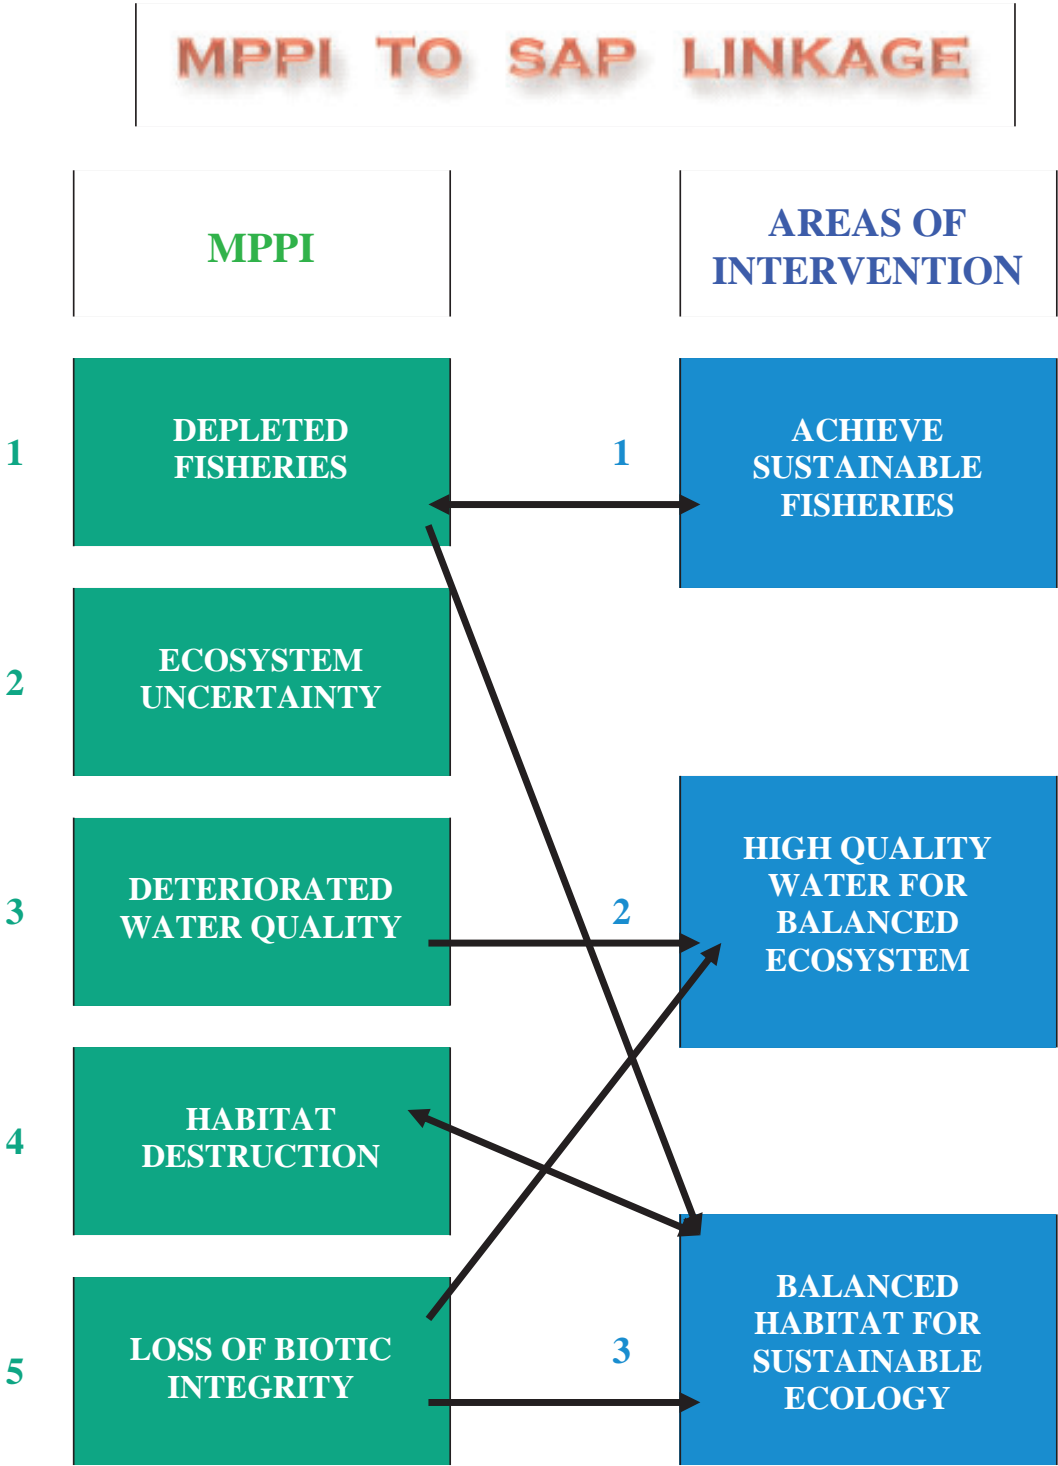 MPPI TO SAP LINKAGE
MPPI
AREAS OF
INTERVENTION
1
DEPLETED
FISHERIES
1
ACHIEVE
SUSTAINABLE
FISHERIES
2
ECOSYSTEM
UNCERTAINTY
3
DETERIORATED
WATER QUALITY
2
HIGH QUALITY
WATER FOR
BALANCED
ECOSYSTEM
4
HABITAT
DESTRUCTION
5
LOSS OF BIOTIC
INTEGRITY
3
BALANCED
HABITAT FOR
SUSTAINABLE
ECOLOGY